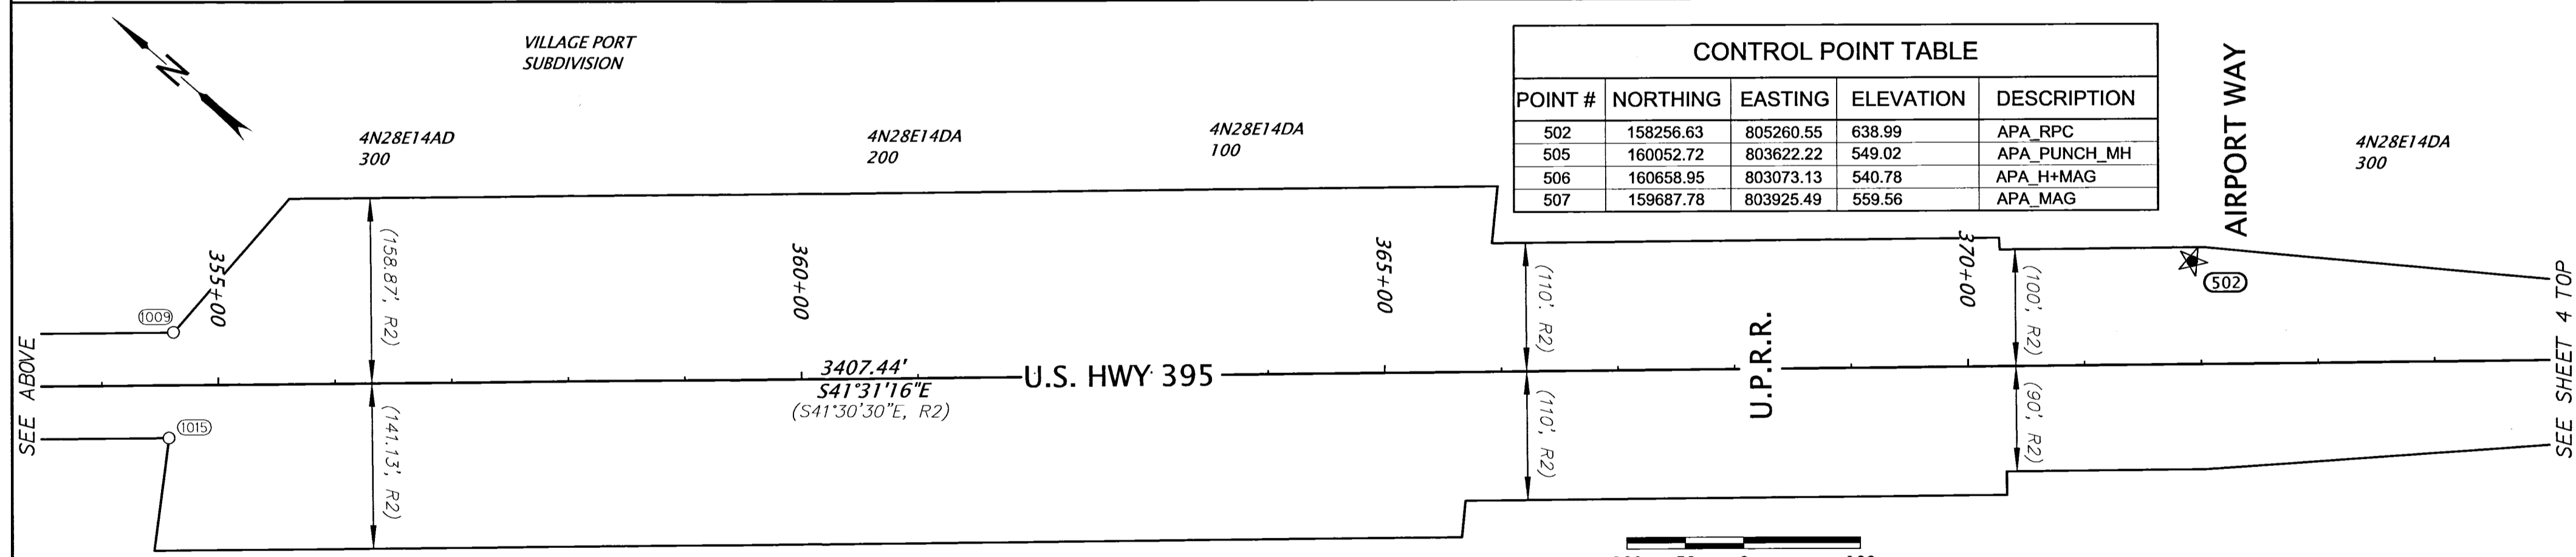 N
VILLAGE PORT
SUBDIVISION
4N28E14AD
300
4N28E14DA
200
4N28E14DA
100
CONTROL POINT TABLE
POINT # NORTHING EASTING ELEVATION DESCRIPTION
502 158256.63 805260.55 638.99 APA_RPC
505 160052.72 803622.22 549.02 APA_PUNCH_MH
506 160658.95 803073.13 540.78 APA_H+MAG
507 159687.78 803925.49 559.56 APA_MAG
AIRPORT WAY
4N28E14DA
300
355+00
360+00
365+00
370+00
(158.87', R2)
(110'. R2)
(100', R2)
502
1009
SEE ABOVE
3407.44'
S41°31'16"E
(S41°30'30"E, R2)
U.S. HWY 395
U.P.R.R.
SEE SHEET 4 TOP
1015
(141.13', R2)
(110', R2)
(90', R2)